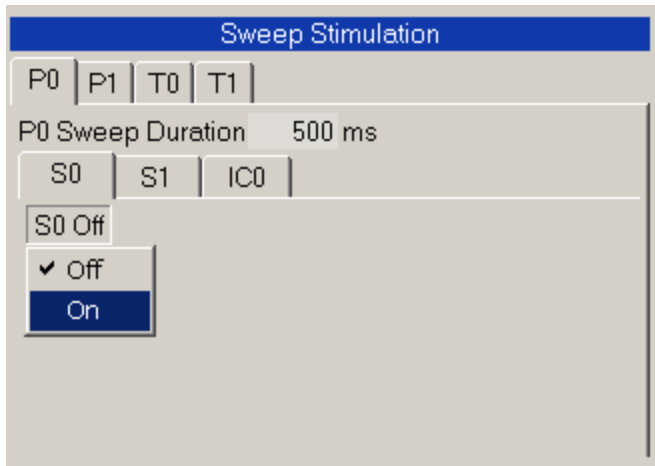 Sweep Stimulation
P0 P1 T0 T1
P0 Sweep Duration 500 ms
S0 S1 IC0
S0 Off
Off
On